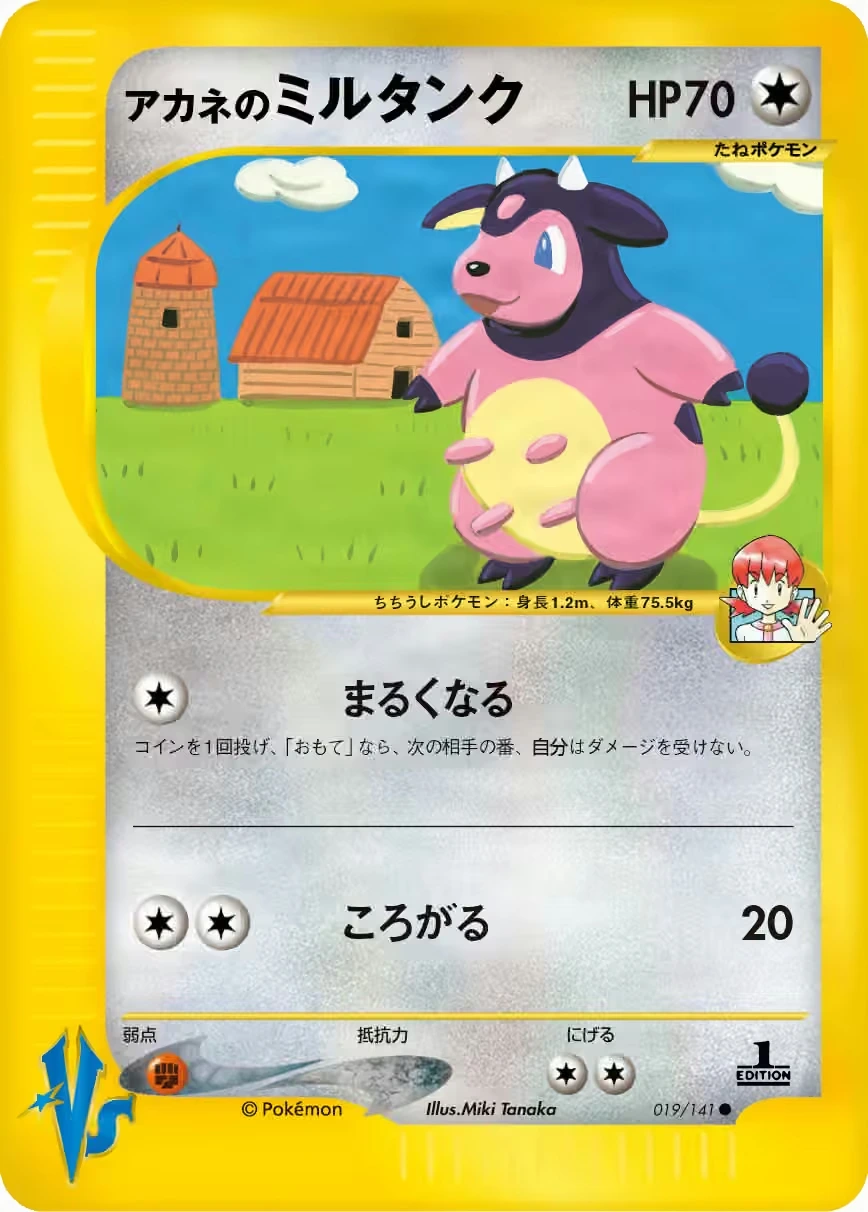 アカネのミルタンク HP70
たねポケモン
ちちうしポケモン：身長1.2m、体重75.5kg
まるくなる
コインを1回投げ、「おもて」なら、次の相手の番、自分はダメージを受けない。
ころがる 20
弱点 抵抗力 にげる
1
EDITION
VS
© Pokémon Illus.Miki Tanaka 019/141